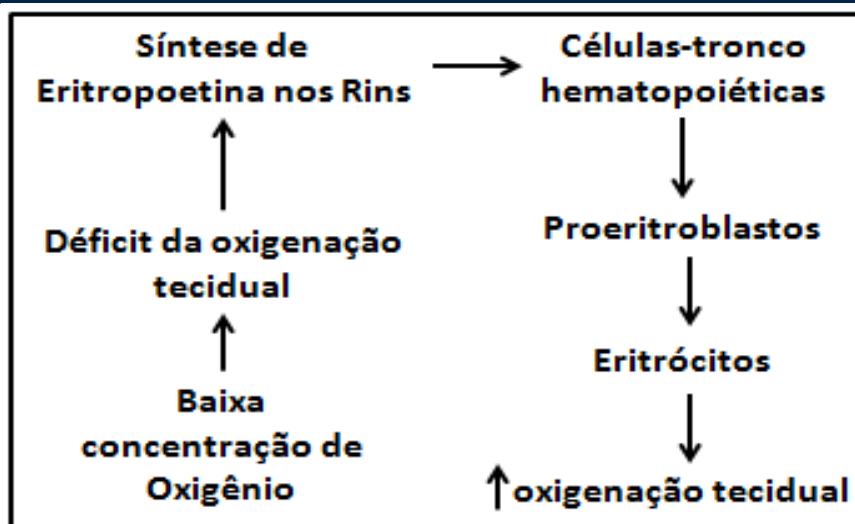 Síntese de
Eritropoetina nos Rins
Células-tronco
hematopoiéticas
Déficit da oxigenação
tecidual
Proeritroblastos
Baixa
concentração de
Oxigênio
Eritrócitos
↑oxigenação tecidual